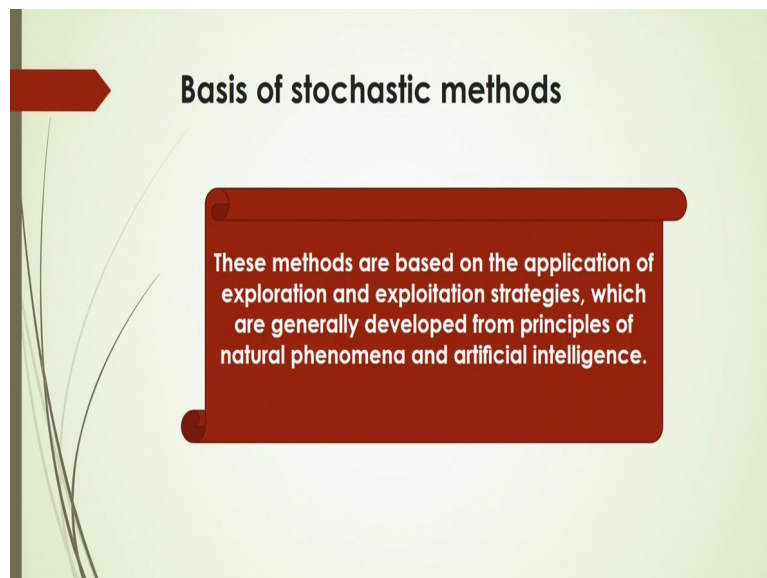 Basis of stochastic methods
These methods are based on the application of
exploration and exploitation strategies, which
are generally developed from principles of
natural phenomena and artificial intelligence.